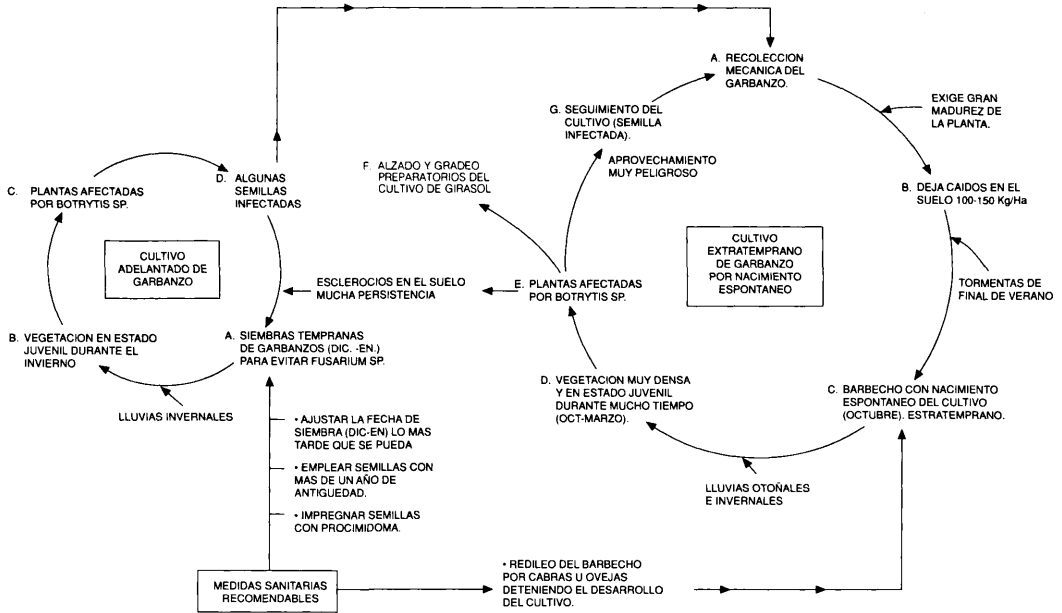 A. RECOLECCION
MECANICA DEL
GARBANZO.
EXIGE GRAN
MADUREZ DE
LA PLANTA.
G. SEGUIMIENTO DEL
CULTIVO (SEMILLA
INFECTADA).
APROVECHAMIENTO
MUY PELIGROSO
F. ALZADO Y GRADEO
PREPARATORIOS DEL
CULTIVO DE GIRASOL
C. PLANTAS AFECTADAS
POR BOTRYTIS SP.
D. ALGUNAS
SEMILLAS
INFECTADAS
B. DEJA CAIDOS EN EL
SUELO 100-150 Kg/Ha
CULTIVO
ADELANTADO DE
GARBANZO
CULTIVO
EXTRATEMPRANO
DE GARBANZO
POR NACIMIENTO
ESPONTANEO
ESCLEROCIOS EN EL SUELO
MUCHA PERSISTENCIA
E. PLANTAS AFECTADAS
POR BOTRYTIS SP.
TORMENTAS DE
FINAL DE VERANO
B. VEGETACION EN ESTADO
JUVENIL DURANTE EL
INVIERNO
A. SIEMBRAS TEMPRANAS
DE GARBANZOS (DIC. -EN.)
PARA EVITAR FUSARIUM SP.
D. VEGETACION MUY DENSA
Y EN ESTADO JUVENIL
DURANTE MUCHO TIEMPO
(OCT-MARZO).
C. BARBECHO CON NACIMIENTO
ESPONTANEO DEL CULTIVO
(OCTUBRE). ESTRATEMPRANO.
LLUVIAS INVERNALES
• AJUSTAR LA FECHA DE
SIEMBRA (DIC-EN) LO MAS
TARDE QUE SE PUEDA
• EMPLEAR SEMILLAS CON
MAS DE UN AÑO DE
ANTIGUEDAD.
• IMPREGNAR SEMILLAS
CON PROCIMIDOMA.
LLUVIAS OTOÑALES
E INVERNALES
MEDIDAS SANITARIAS
RECOMENDABLES
• REDILEO DEL BARBECHO
POR CABRAS U OVEJAS
DETENIENDO EL DESARROLLO
DEL CULTIVO.